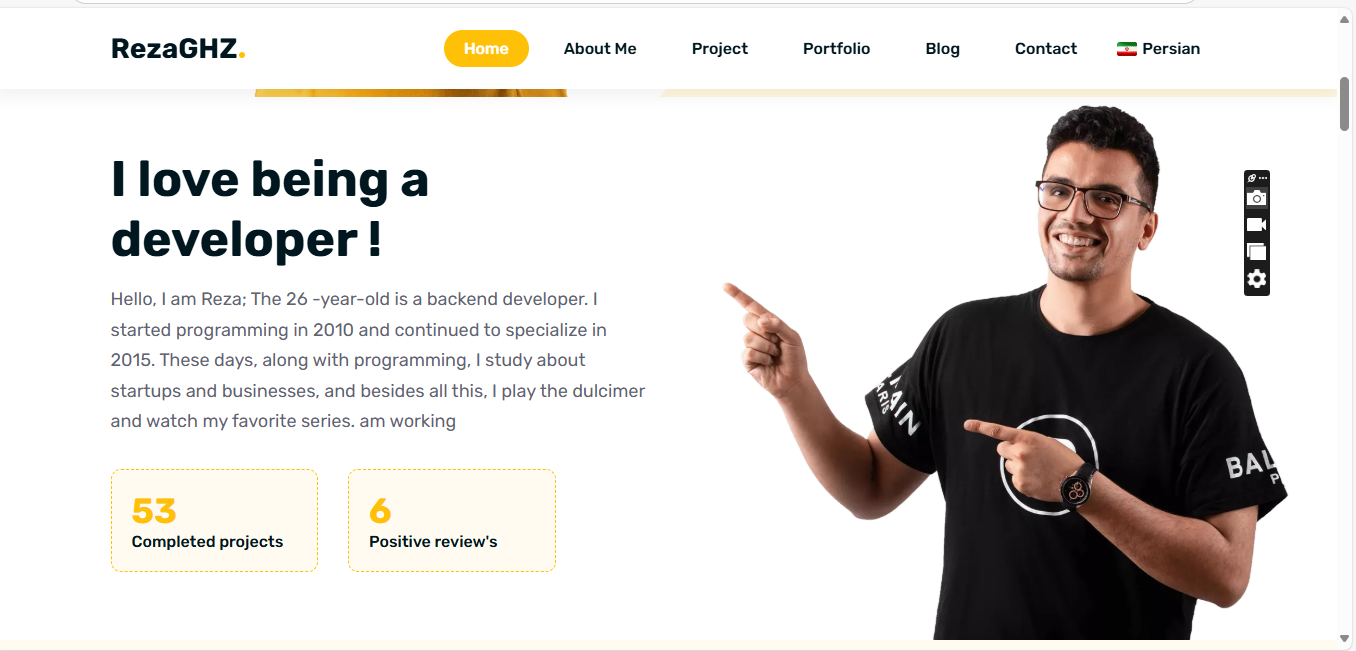 RezaGHZ.
Home
About Me
Project
Portfolio
Blog
Contact
Persian
I love being a
developer !
Hello, I am Reza; The 26 -year-old is a backend developer. I
started programming in 2010 and continued to specialize in
2015. These days, along with programming, I study about
startups and businesses, and besides all this, I play the dulcimer
and watch my favorite series. am working
53
Completed projects
6
Positive review's